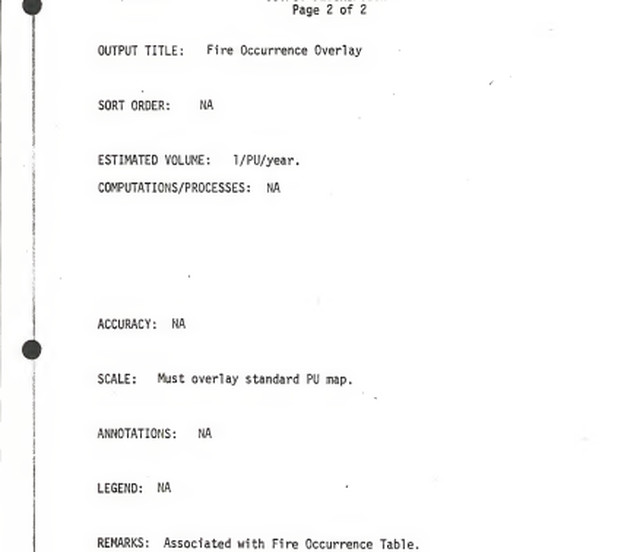 Page 2 of 2
OUTPUT TITLE: Fire Occurrence Overlay
SORT ORDER: NA
ESTIMATED VOLUME: 1/PU/year.
COMPUTATIONS/PROCESSES: NA
ACCURACY: NA
SCALE: Must overlay standard PU map.
ANNOTATIONS: NA
LEGEND: NA
REMARKS: Associated with Fire Occurrence Table.